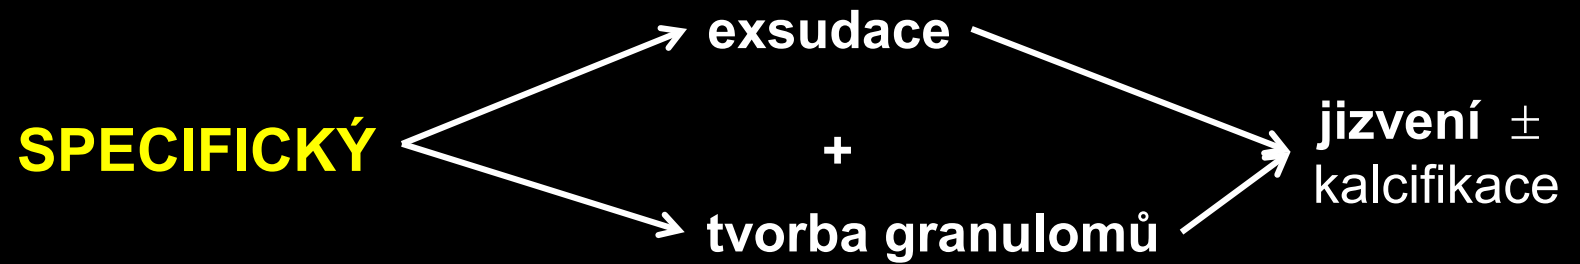 exsudace
SPECIFICKÝ
+
jizvení ±
kalcifikace
tvorba granulomů